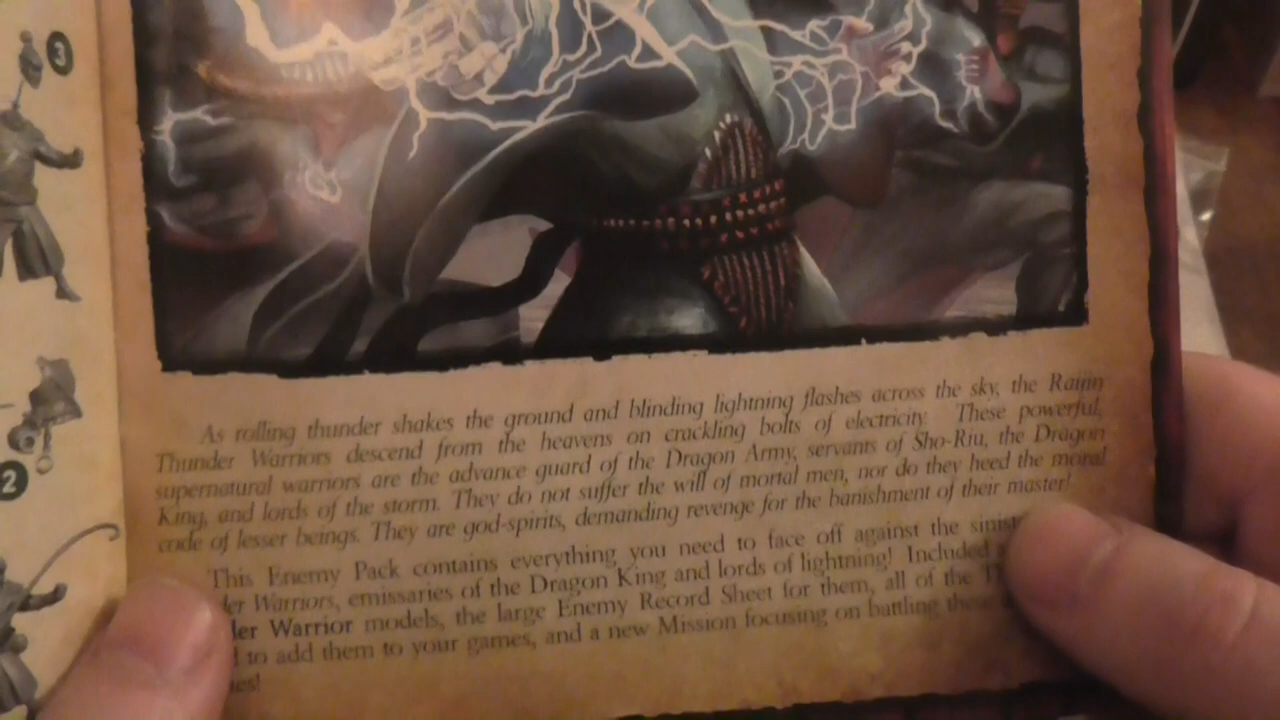 3
2
As rolling thunder shakes the ground and blinding lightning flashes across the sky, the Raijin
Thunder Warriors descend from the heavens on crackling bolts of electricity. These powerful,
supernatural warriors are the advance guard of the Dragon Army, servants of Sho-Riu, the Dragon
King, and lords of the storm. They do not suffer the will of mortal men, nor do they heed the moral
code of lesser beings. They are god-spirits, demanding revenge for the banishment of their master!
This Enemy Pack contains everything you need to face off against the
Warriors, emissaries of the Dragon King and lords of lightning! Included
Warrior models, the large Enemy Record Sheet for them, all of the
to add them to your games, and a new Mission focusing on battling